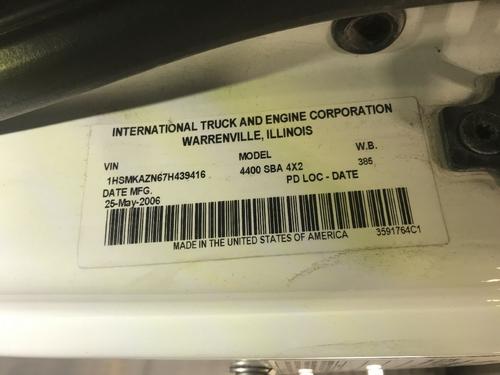 INTERNATIONAL TRUCK AND ENGINE CORPORATION
WARRENVILLE, ILLINOIS
VIN MODEL W.B.
1HSMKAZN67H439416 4400 SBA 4X2 385
DATE MFG. PD LOC - DATE
25-May-2006
MADE IN THE UNITED STATES OF AMERICA 3591764C1